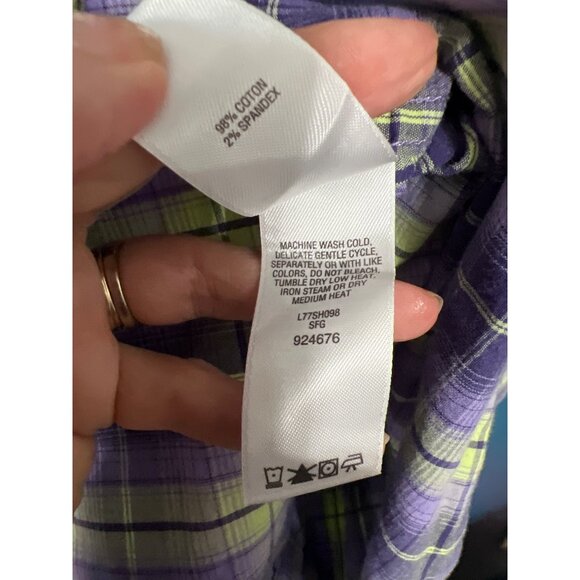 98% COTON
2% SPANDEX
MACHINE WASH COLD,
DELICATE GENTLE CYCLE,
SEPARATELY OR WITH LIKE
COLORS, DO NOT BLEACH,
TUMBLE DRY LOW HEAT,
IRON STEAM OR DRY
MEDIUM HEAT
L77SH098
SFG
924676